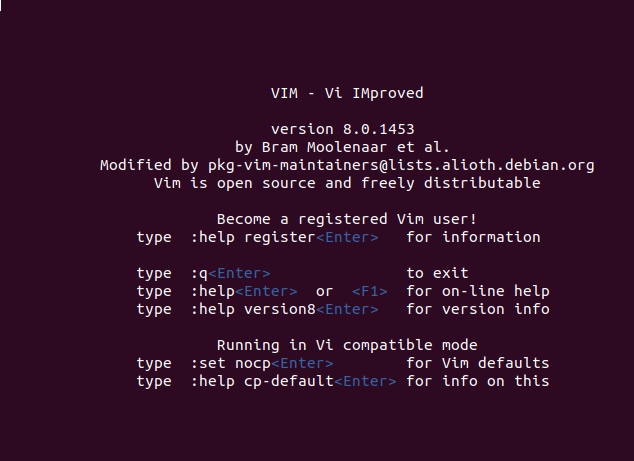 VIM - Vi IMproved
version 8.0.1453
by Bram Moolenaar et al.
Modified by pkg-vim-maintainers@lists.alioth.debian.org
Vim is open source and freely distributable
Become a registered Vim user!
type :help register<Enter> for information
type :q<Enter> to exit
type :help<Enter> or <F1> for on-line help
type :help version8<Enter> for version info
Running in Vi compatible mode
type :set nocp<Enter> for Vim defaults
type :help cp-default<Enter> for info on this